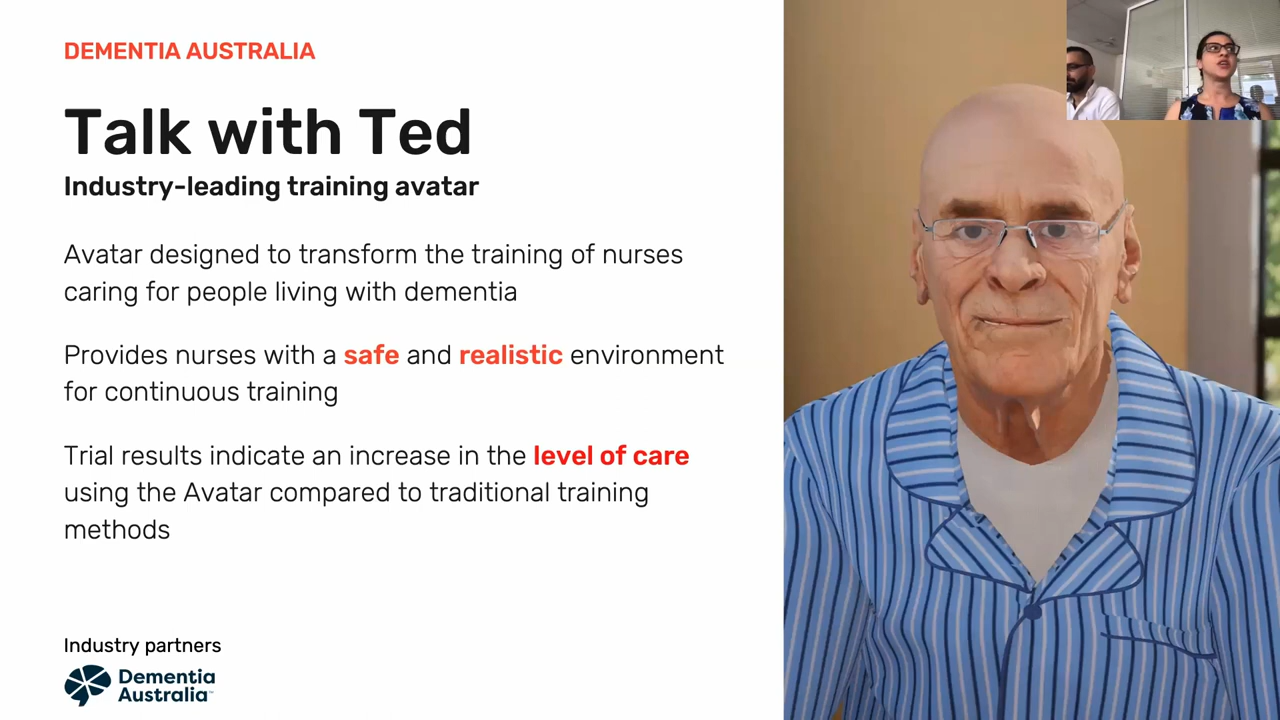 DEMENTIA AUSTRALIA
Talk with Ted
Industry-leading training avatar
Avatar designed to transform the training of nurses
caring for people living with dementia
Provides nurses with a safe and realistic environment
for continuous training
Trial results indicate an increase in the level of care
using the Avatar compared to traditional training
methods
Industry partners
Dementia
Australia™